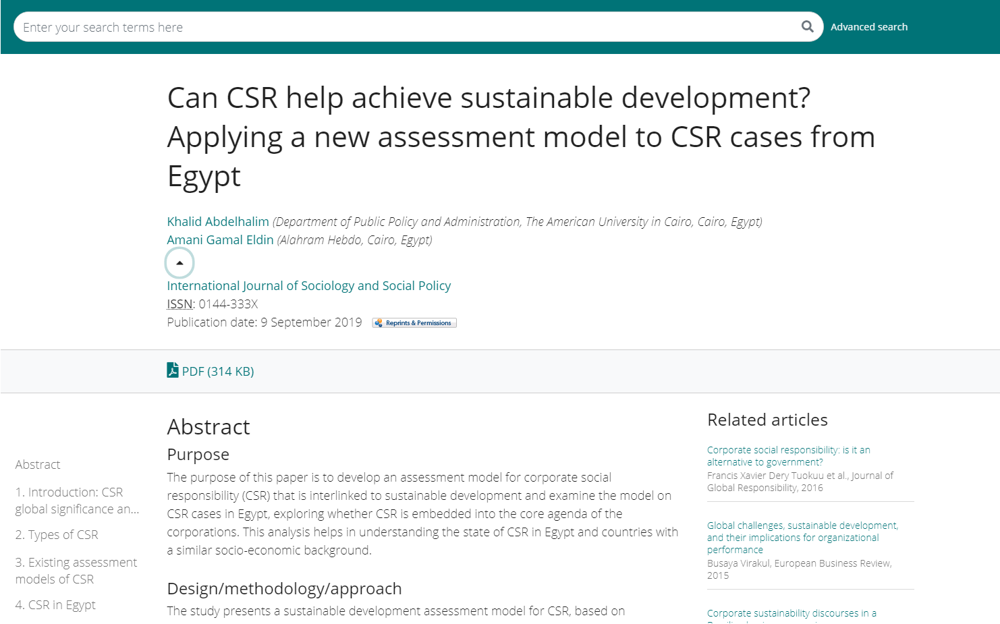 Enter your search terms here
Advanced search
Can CSR help achieve sustainable development?
Applying a new assessment model to CSR cases from
Egypt
Khalid Abdelhalim (Department of Public Policy and Administration, The American University in Cairo, Cairo, Egypt)
Amani Gamal Eldin (Alahram Hebdo, Cairo, Egypt)
International Journal of Sociology and Social Policy
ISSN: 0144-333X
Publication date: 9 September 2019
Reprints & Permissions
PDF (314 KB)
Abstract
1. Introduction: CSR
global significance an...
2. Types of CSR
3. Existing assessment
models of CSR
4. CSR in Egypt
Abstract
Purpose
The purpose of this paper is to develop an assessment model for corporate social
responsibility (CSR) that is interlinked to sustainable development and examine the model on
CSR cases in Egypt, exploring whether CSR is embedded into the core agenda of the
corporations. This analysis helps in understanding the state of CSR in Egypt and countries with
a similar socio-economic background.
Design/methodology/approach
The study presents a sustainable development assessment model for CSR, based on
Related articles
Corporate social responsibility: is it an
alternative to government?
Francis Xavier Dery Tuokuu et al., Journal of
Global Responsibility, 2016
Global challenges, sustainable development,
and their implications for organizational
performance
Busaya Virakul, European Business Review,
2015
Corporate sustainability discourses in a